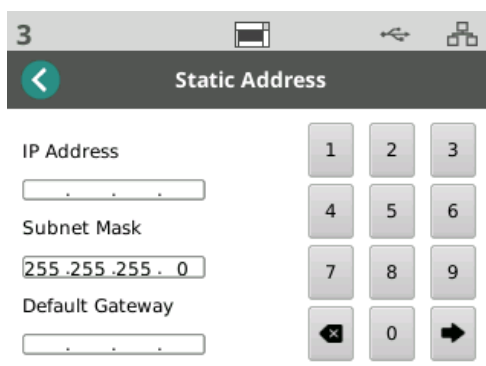 3
Static Address
IP Address
. . .
Subnet Mask
255 .255 .255 . 0
Default Gateway
. . .
1 2 3
4 5 6
7 8 9
0